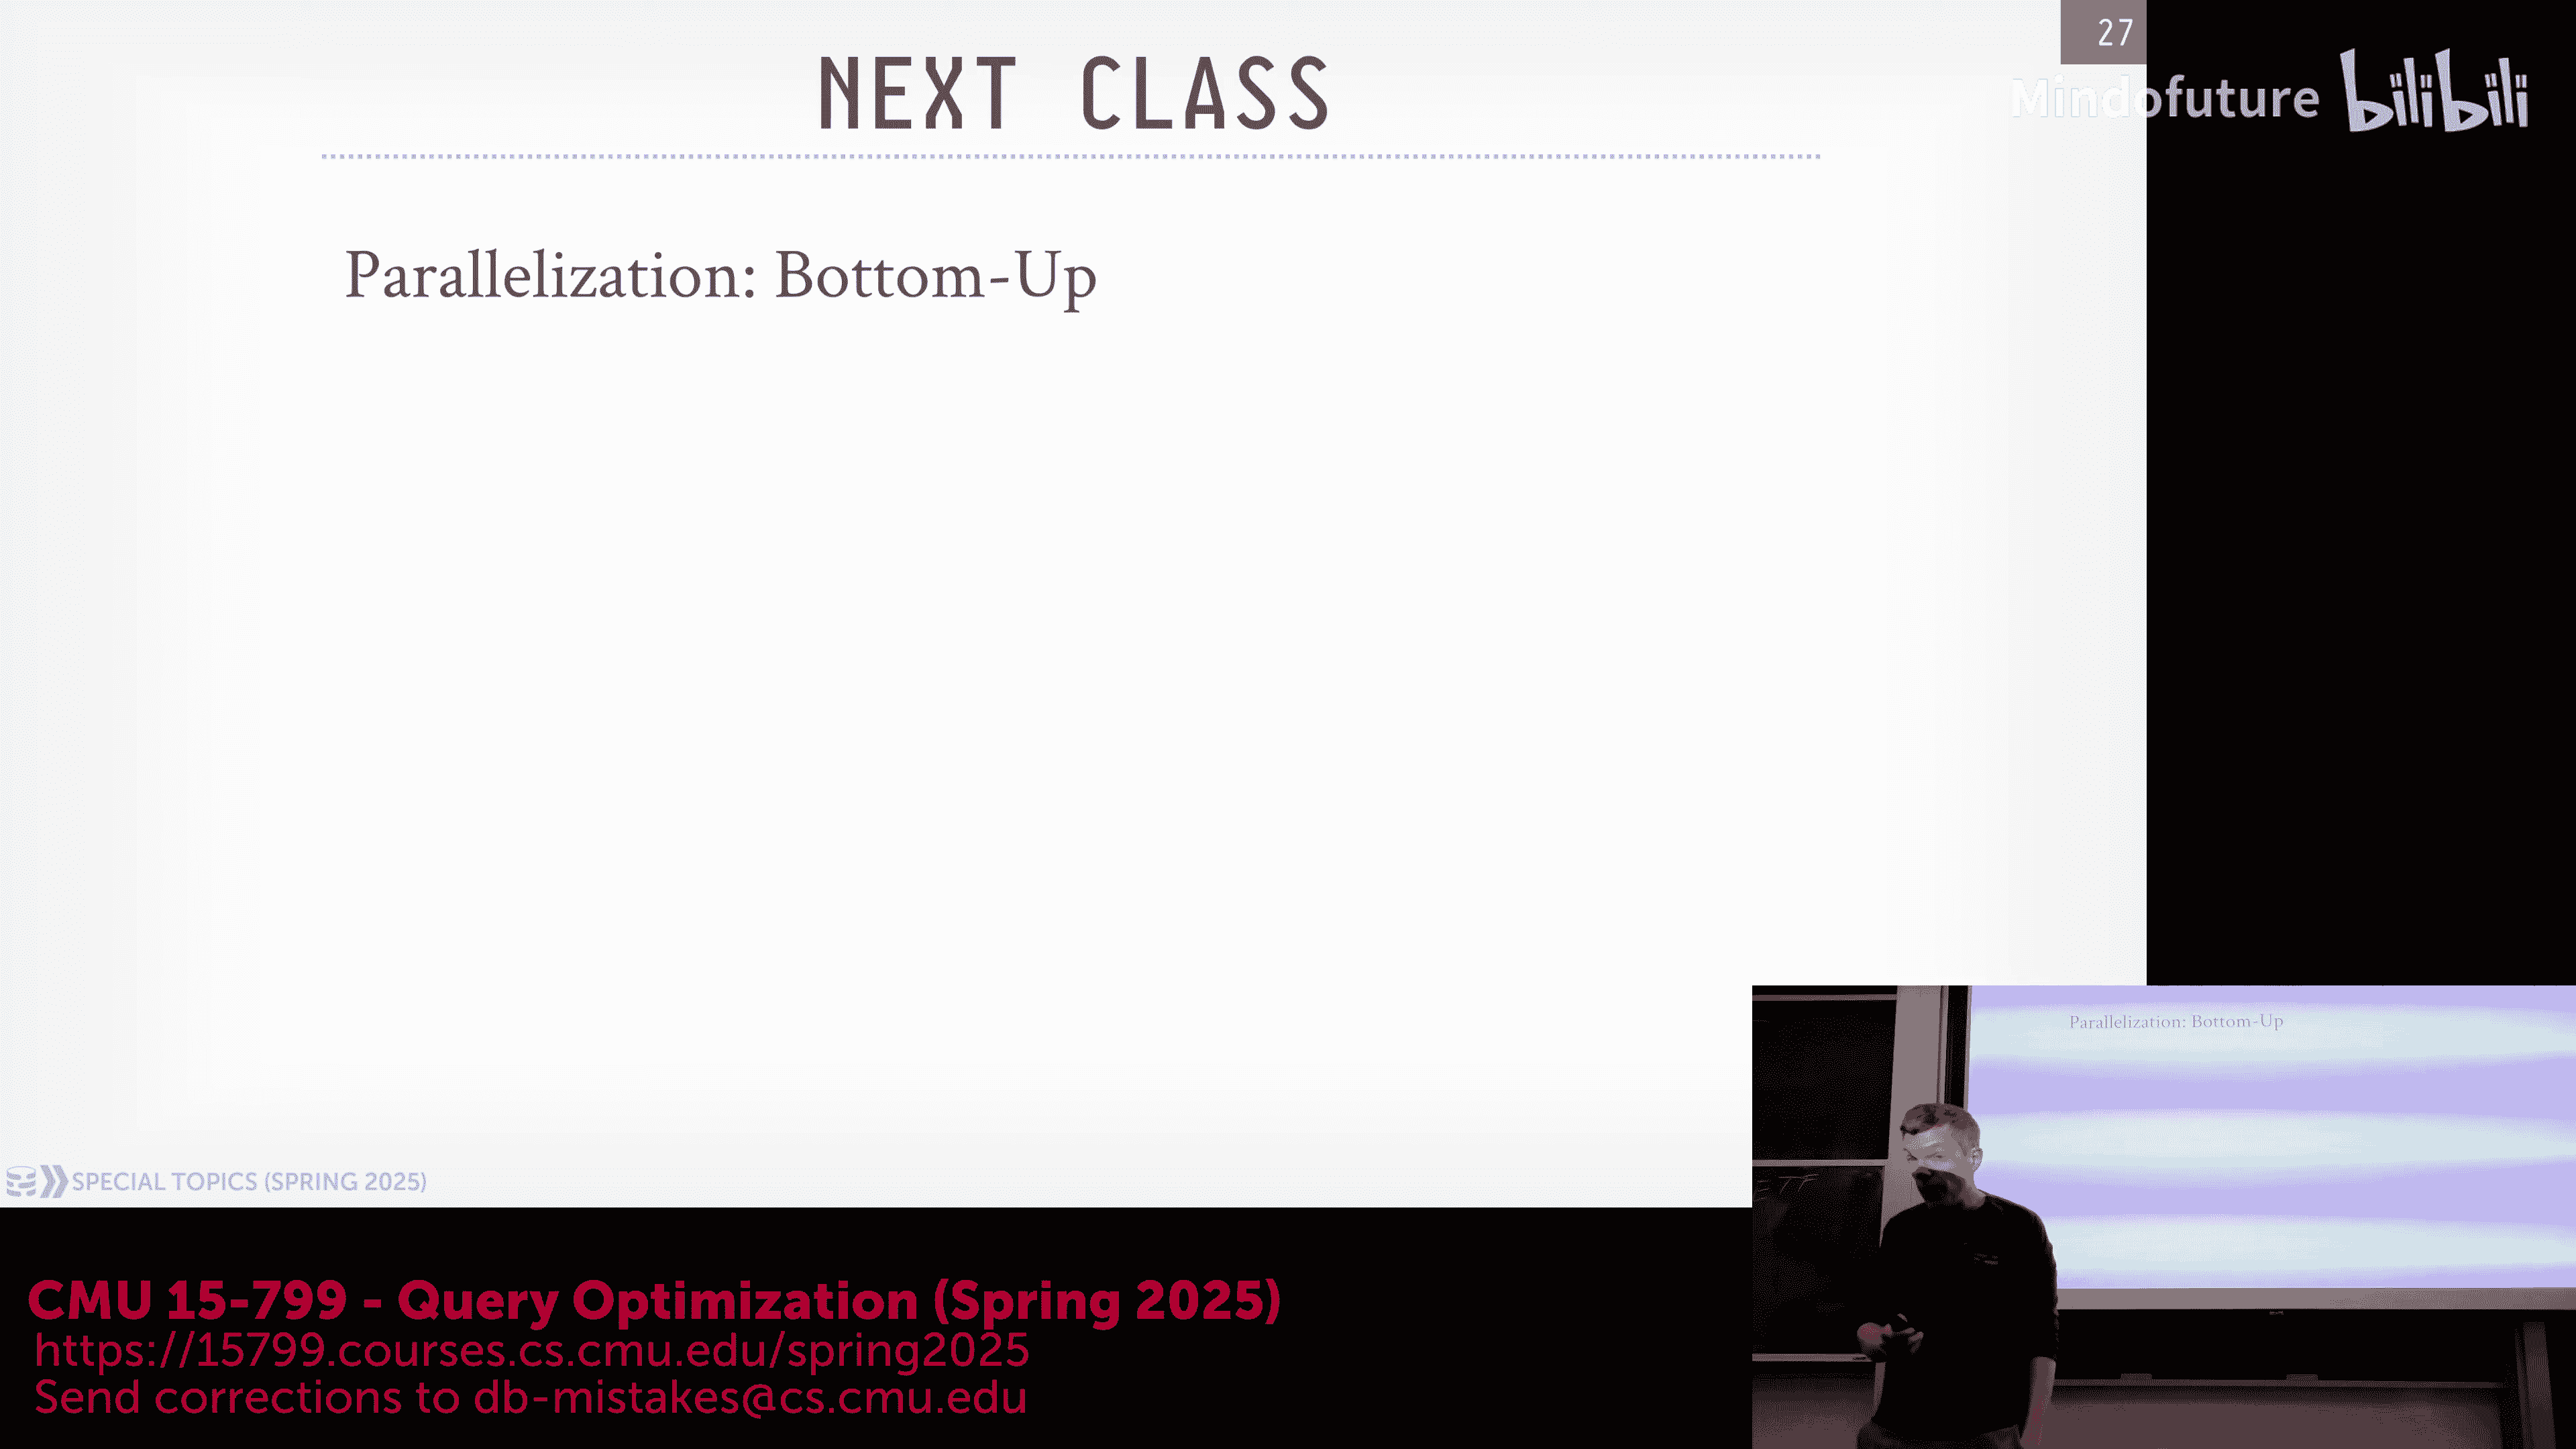 27
NEXT CLASS
Mindofuture bilibili
Parallelization: Bottom-Up
Parallelization: Bottom-Up
ETF
SPECIAL TOPICS (SPRING 2025)
CMU 15-799 - Query Optimization (Spring 2025)
https://15799.courses.cs.cmu.edu/spring2025
Send corrections to db-mistakes@cs.cmu.edu